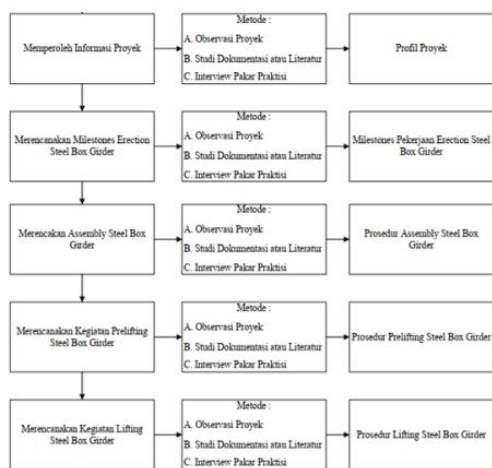 Memperoleh Informasi Proyek
Metode :
A. Observasi Proyek
B. Studi Dokumentasi atau Literatur
C. Interview Pakar Praktisi
Profil Proyek
Merencanakan Milestones Erection
Steel Box Girder
Metode :
A. Observasi Proyek
B. Studi Dokumentasi atau Literatur
C. Interview Pakar Praktisi
Milestones Pekerjaan Erection Steel
Box Girder
Merencakan Assembly Steel Box
Girder
Metode :
A. Observasi Proyek
B. Studi Dokumentasi atau Literatur
C. Interview Pakar Praktisi
Prosedur Assembly Steel Box
Girder
Merencanakan Kegiatan Prelifting
Steel Box Girder
Metode :
A. Observasi Proyek
B. Studi Dokumentasi atau Literatur
C. Interview Pakar Praktisi
Prosedur Prelifting Steel Box Girder
Merencanakan Kegiatan Lifting
Steel Box Girder
Metode :
A. Observasi Proyek
B. Studi Dokumentasi atau Literatur
C. Interview Pakar Praktisi
Prosedur Lifting Steel Box Girder